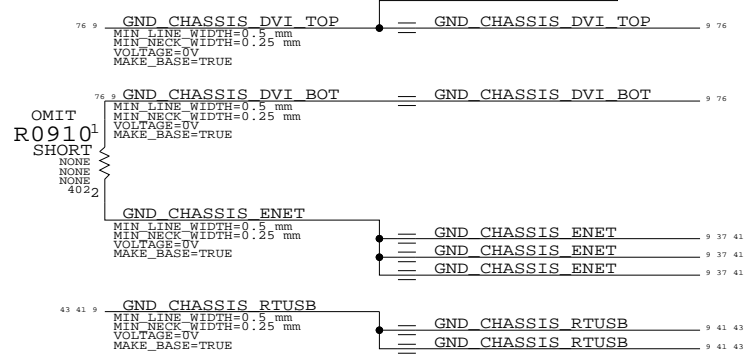 76 9 GND_CHASSIS_DVI_TOP GND_CHASSIS_DVI_TOP 9 76
MIN_LINE_WIDTH=0.5 mm
MIN_NECK_WIDTH=0.25 mm
VOLTAGE=0V
MAKE_BASE=TRUE
76 9 GND_CHASSIS_DVI_BOT GND_CHASSIS_DVI_BOT 9 76
MIN_LINE_WIDTH=0.5 mm
MIN_NECK_WIDTH=0.25 mm
VOLTAGE=0V
MAKE_BASE=TRUE
OMIT
R0910 1
SHORT
NONE
NONE
NONE
402 2
GND_CHASSIS_ENET
MIN_LINE_WIDTH=0.5 mm
MIN_NECK_WIDTH=0.25 mm
VOLTAGE=0V
MAKE_BASE=TRUE
GND_CHASSIS_ENET 9 37 41
GND_CHASSIS_ENET 9 37 41
GND_CHASSIS_ENET 9 37 41
43 41 9 GND_CHASSIS_RTUSB
MIN_LINE_WIDTH=0.5 mm
MIN_NECK_WIDTH=0.25 mm
VOLTAGE=0V
MAKE_BASE=TRUE
GND_CHASSIS_RTUSB 9 41 43
GND_CHASSIS_RTUSB 9 41 43